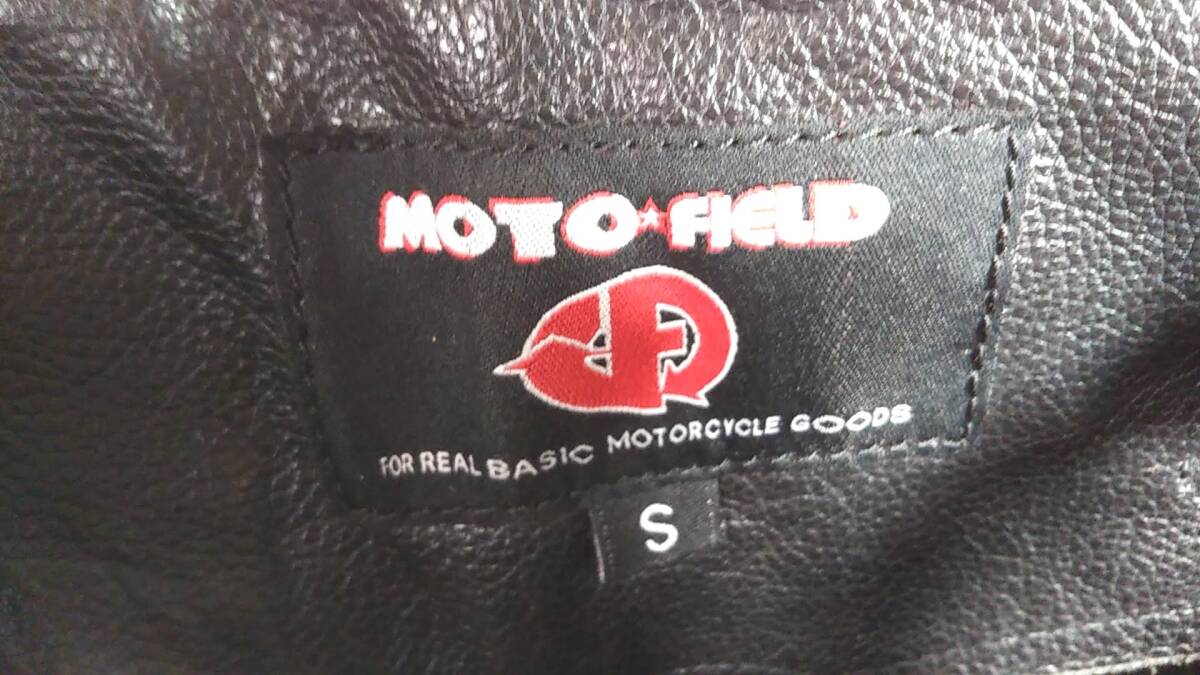 MOTO★FIELD
FOR REAL BASIC MOTORCYCLE GOODS
S